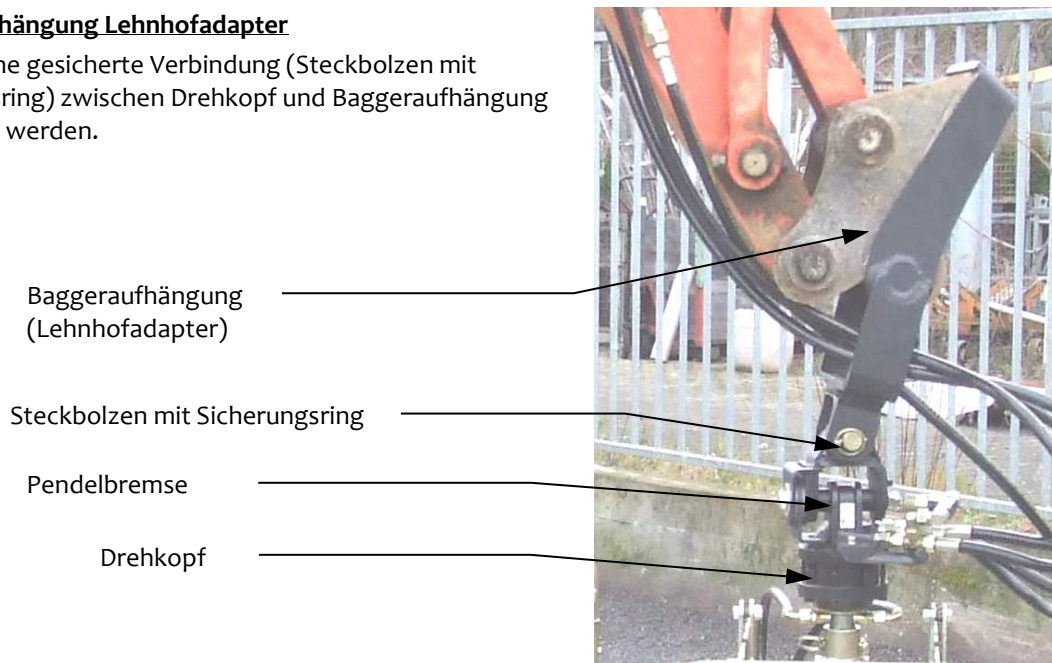 hängung Lehnhofadapter
ne gesicherte Verbindung (Steckbolzen mit
ring) zwischen Drehkopf und Baggeraufhängung
werden.
Baggeraufhängung
(Lehnhofadapter)
Steckbolzen mit Sicherungsring
Pendelbremse
Drehkopf